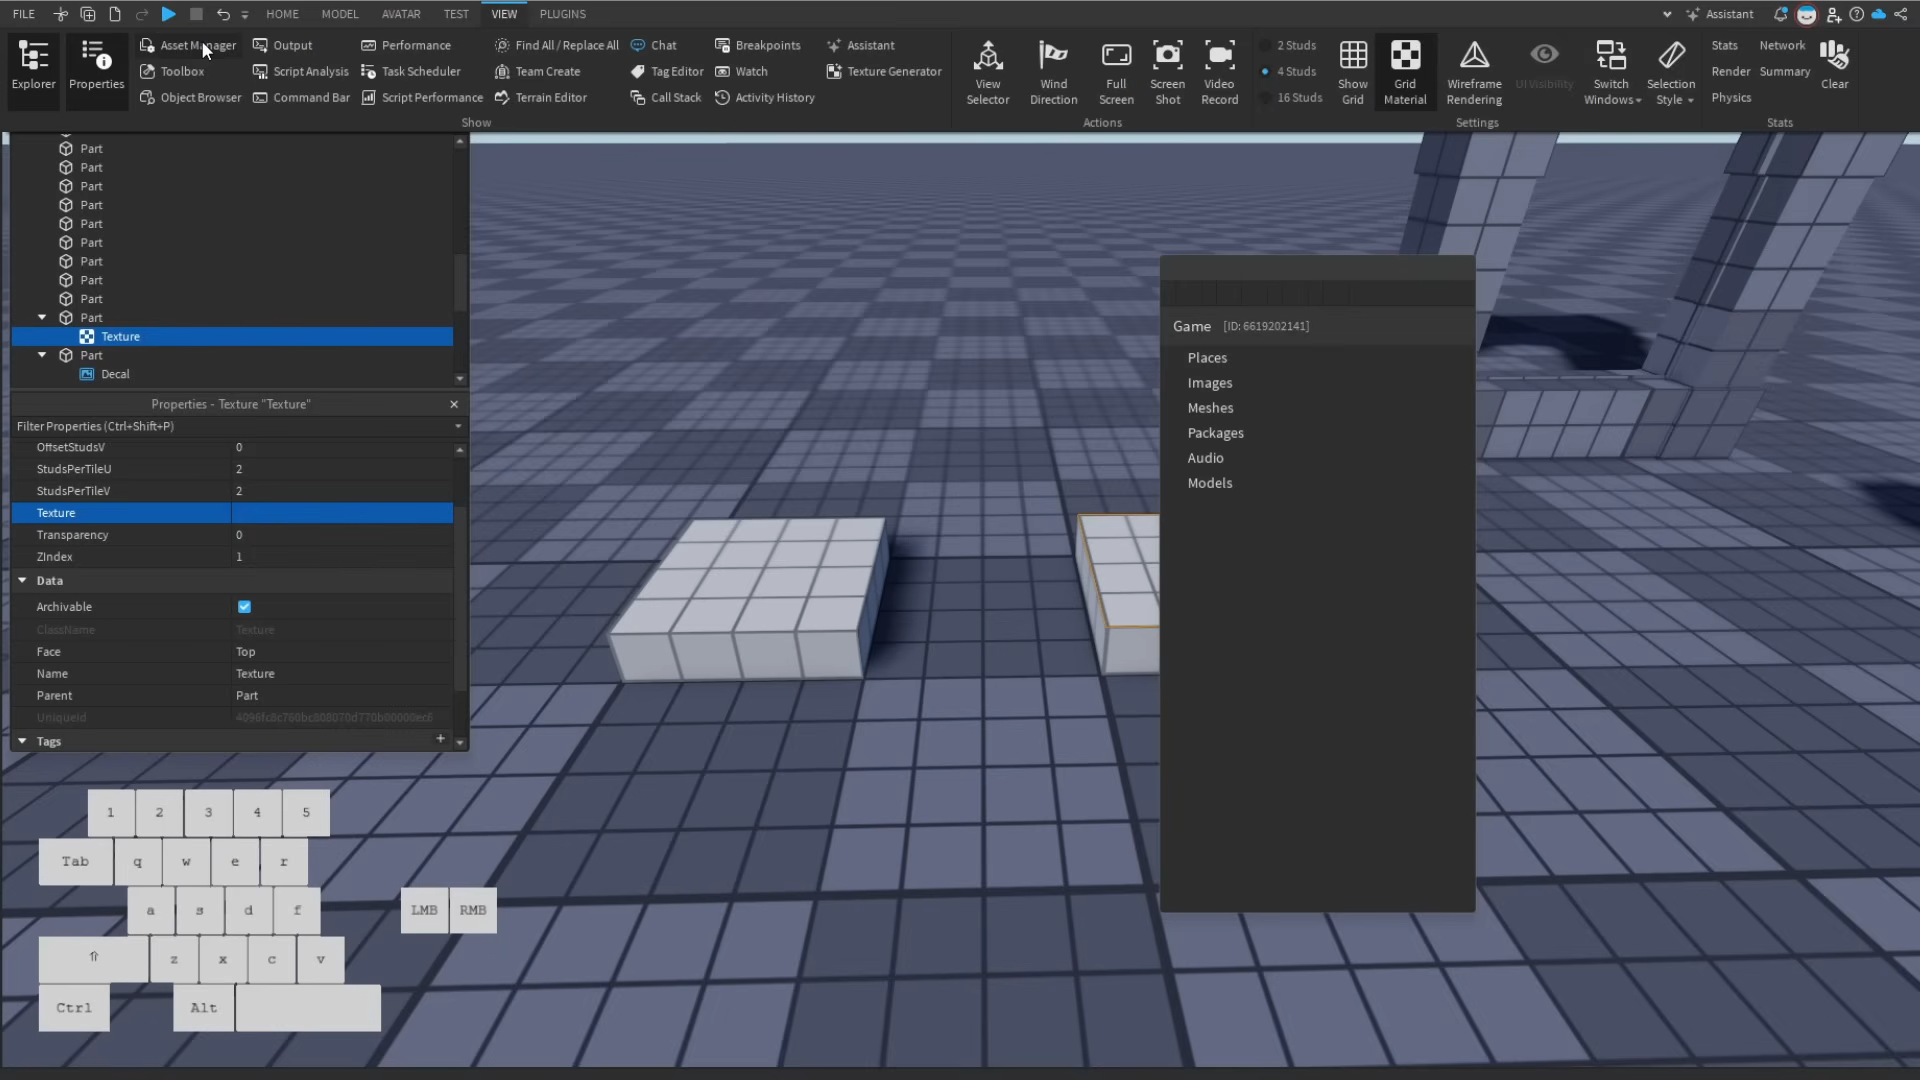 FILE HOME MODEL AVATAR TEST VIEW PLUGINS Assistant
Explorer
Properties
Asset Manager
Toolbox
Object Browser
Output
Script Analysis
Command Bar
Performance
Task Scheduler
Script Performance
Find All / Replace All
Team Create
Terrain Editor
Chat
Tag Editor
Call Stack
Breakpoints
Watch
Activity History
Assistant
Texture Generator
Show
View
Selector
Wind
Direction
Full
Screen
Screen
Shot
Video
Record
Actions
2 Studs
4 Studs
16 Studs
Show
Grid
Grid
Material
Wireframe
Rendering
UI Visibility
Switch
Windows
Selection
Style
Settings
Stats
Render
Physics
Network
Summary
Clear
Stats
Part
Part
Part
Part
Part
Part
Part
Part
Part
Part
Texture
Part
Decal
Properties - Texture "Texture"
Filter Properties (Ctrl+Shift+P)
OffsetStudsV 0
StudsPerTileU 2
StudsPerTileV 2
Texture
Transparency 0
ZIndex 1
Data
Archivable
ClassName Texture
Face Top
Name Texture
Parent Part
UniqueId
Tags +
Game [ID: 6619202141]
Places
Images
Meshes
Packages
Audio
Models
1 2 3 4 5
Tab q w e r
a s d f
z x c v
Ctrl Alt
LMB RMB